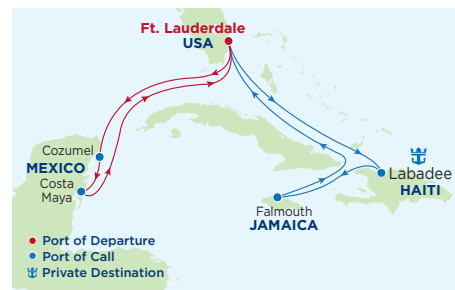 Ft. Lauderdale
USA
Cozumel
MEXICO
Costa
Maya
Labadee
HAITI
Falmouth
JAMAICA
Port of Departure
Port of Call
Private Destination